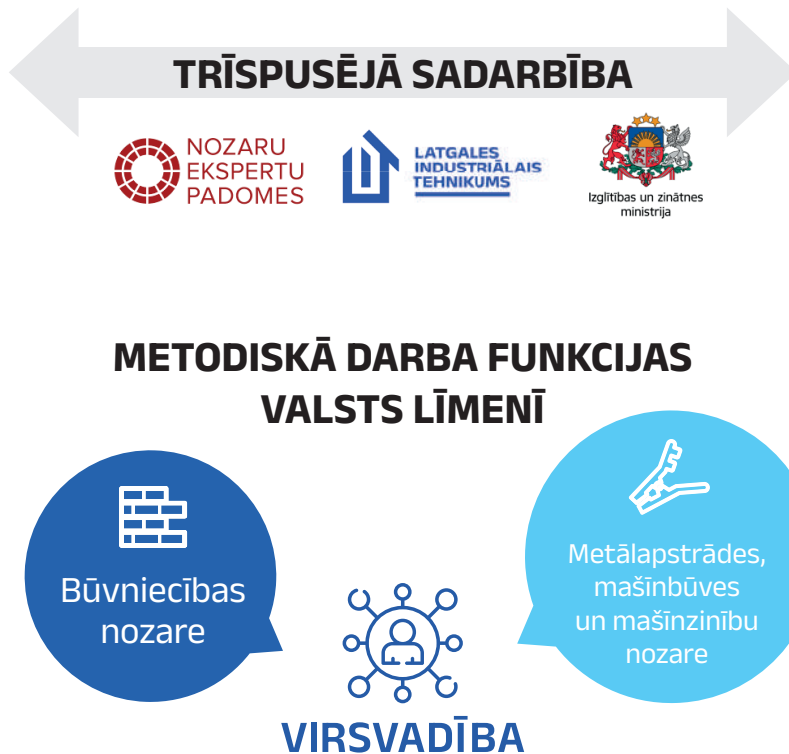 TRĪSPUSĒJĀ SADARBĪBA
NOZARU
EKSPERTU
PADOMES
LATGALES
INDUSTRIĀLAIS
TEHNIKUMS
Izglītības un zinātnes
ministrija
METODISKĀ DARBA FUNKCIJAS
VALSTS LĪMENĪ
Būvniecības
nozare
Metālapstrādes,
mašīnbūves
un mašīnzinību
nozare
VIRSVADĪBA